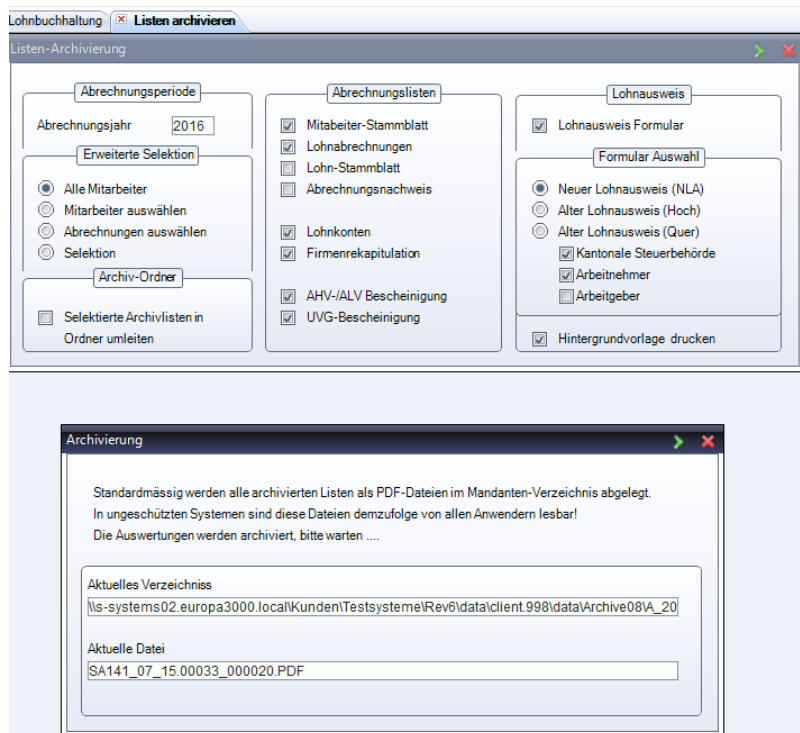 Lohnbuchhaltung
Listen archivieren
Listen-Archivierung
Abrechnungsperiode
Abrechnungsjahr 2016
Erweiterte Selektion
Alle Mitarbeiter
Mitarbeiter auswählen
Abrechnungen auswählen
Selektion
Archiv-Ordner
Selektierte Archivlisten in
Ordner umleiten
Abrechnungslisten
Mitabeiter-Stammblatt
Lohnabrechnungen
Lohn-Stammblatt
Abrechnungsnachweis
Lohnkonten
Firmenrekapitulation
AHV-/ALV Bescheinigung
UVG-Bescheinigung
Lohnausweis
Lohnausweis Formular
Formular Auswahl
Neuer Lohnausweis (NLA)
Alter Lohnausweis (Hoch)
Alter Lohnausweis (Quer)
Kantonale Steuerbehörde
Arbeitnehmer
Arbeitgeber
Hintergrundvorlage drucken
Archivierung
Standardmässig werden alle archivierten Listen als PDF-Dateien im Mandanten-Verzeichnis abgelegt.
In ungeschützten Systemen sind diese Dateien demzufolge von allen Anwendern lesbar!
Die Auswertungen werden archiviert, bitte warten ....
Aktuelles Verzeichniss
\\s-systems02.europa3000.local\Kunden\Testsysteme\Rev6\data\client.998\data\Archive08\A_20
Aktuelle Datei
SA141_07_15.00033_000020.PDF